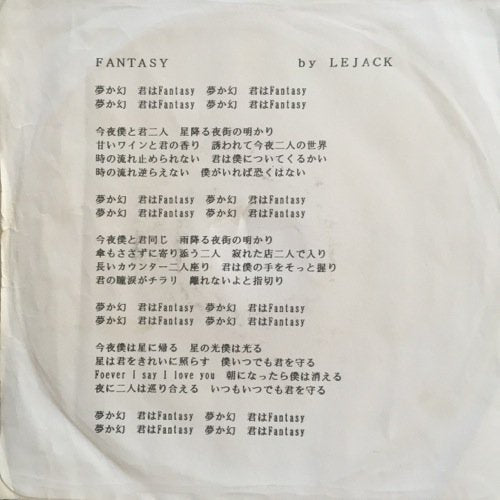 FANTASY by LEJACK
夢か幻 君はFantasy 夢か幻 君はFantasy
夢か幻 君はFantasy 夢か幻 君はFantasy
今夜僕と君二人 星降る夜街の明かり
甘いワインと君の香り 誘われて今夜二人の世界
時の流れ止められない 君は僕についてくるかい
時の流れ逆らえない 僕がいれば恐くはない
夢か幻 君はFantasy 夢か幻 君はFantasy
夢か幻 君はFantasy 夢か幻 君はFantasy
今夜僕と君同じ 雨降る夜街の明かり
傘もささずに寄り添う二人 寂れた店二人で入り
長いカウンター二人座り 君は僕の手をそっと握り
君の瞳涙がチラリ 離れないよと指切り
夢か幻 君はFantasy 夢か幻 君はFantasy
夢か幻 君はFantasy 夢か幻 君はFantasy
今夜僕は星に帰る 星の光僕は光る
星は君をきれいに照らす 僕いつでも君を守る
Foever I say I love you 朝になったら僕は消える
夜に二人は巡り合える いつもいつでも君を守る
夢か幻 君はFantasy 夢か幻 君はFantasy
夢か幻 君はFantasy 夢か幻 君はFantasy